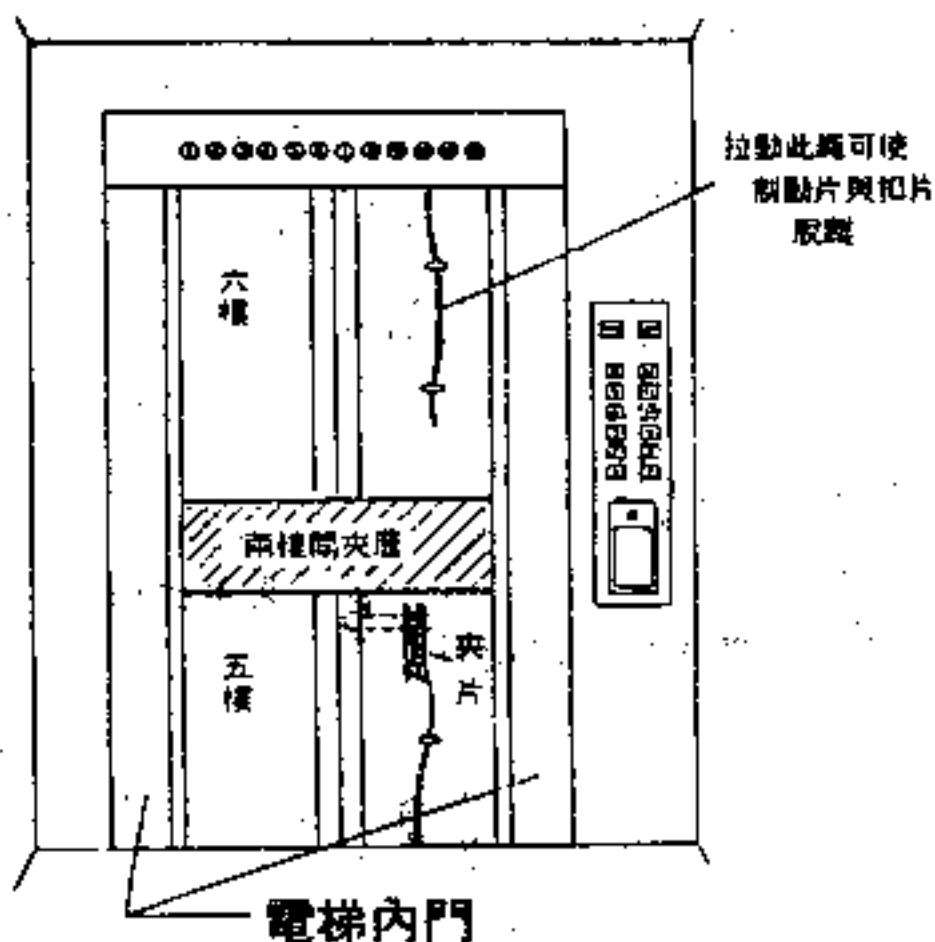 拉動此繩可使
制動片與扣片
脫離
六樓
兩樓間夾層
五樓
夾片
電梯內門